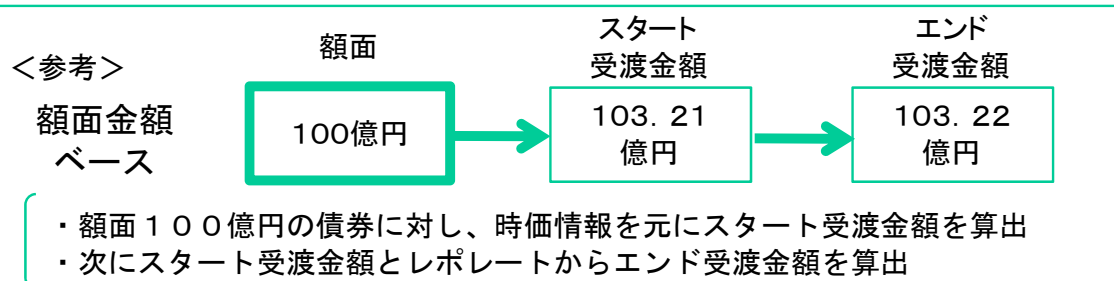 ＜参考＞
額面金額
ベース
額面
100億円
スタート
受渡金額
１０３．２１
億円
エンド
受渡金額
１０３．２２
億円
・額面１００億円の債券に対し、時価情報を元にスタート受渡金額を算出
・次にスタート受渡金額とレポレートからエンド受渡金額を算出